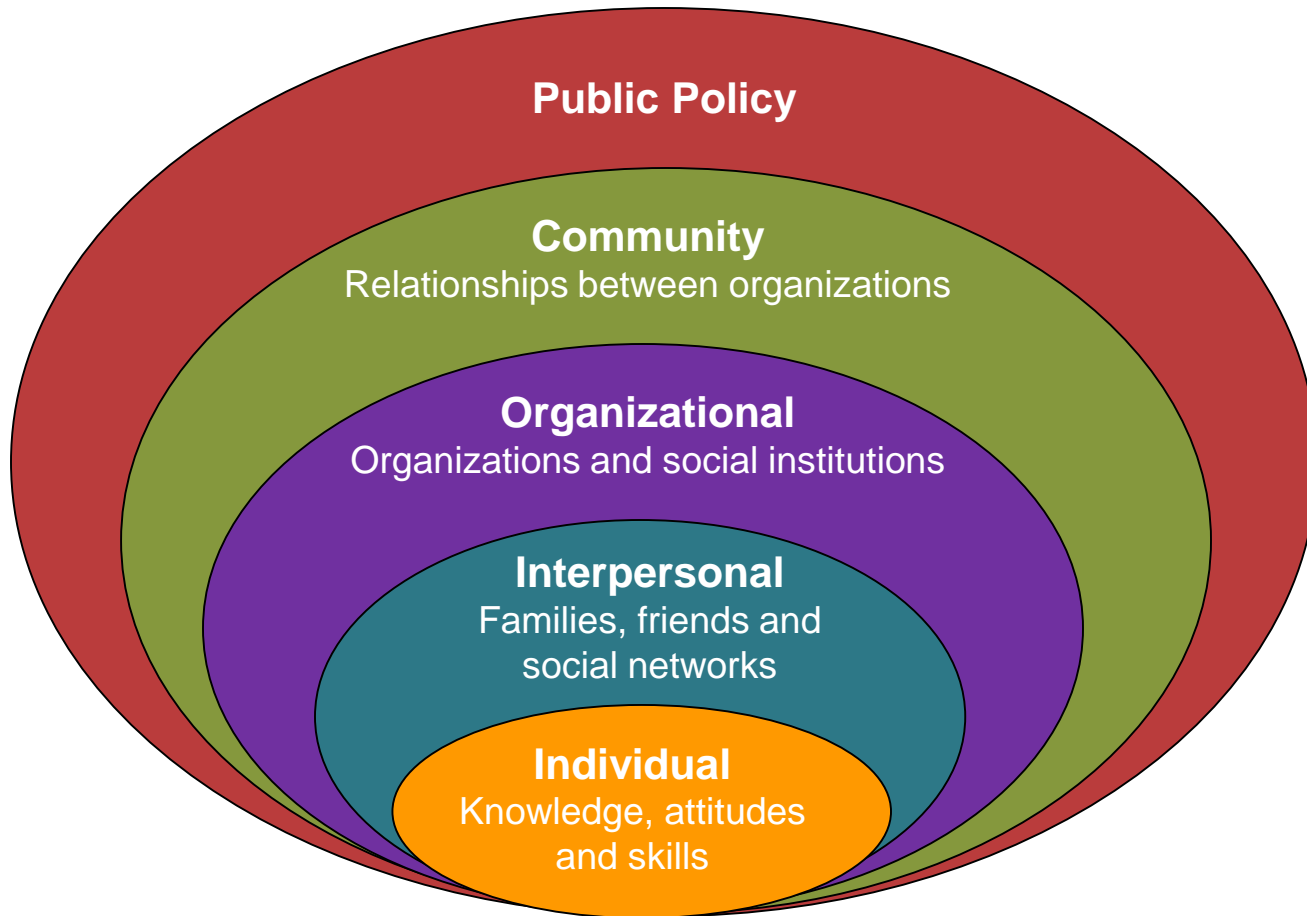 Public Policy
Community
Relationships between organizations
Organizational
Organizations and social institutions
Interpersonal
Families, friends and
social networks
Individual
Knowledge, attitudes
and skills